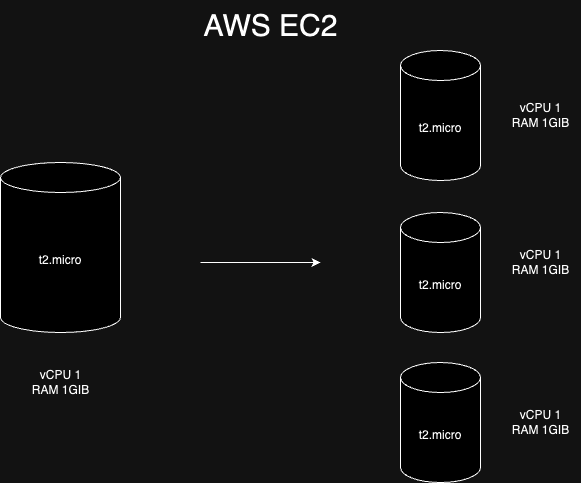 AWS EC2
t2.micro
vCPU 1
RAM 1GIB
t2.micro
vCPU 1
RAM 1GIB
t2.micro
vCPU 1
RAM 1GIB
t2.micro
vCPU 1
RAM 1GIB